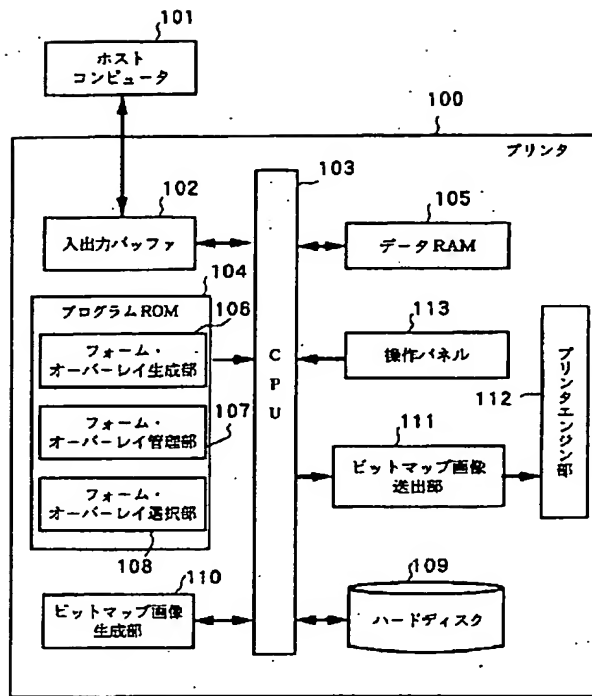 101
ホスト
コンピュータ
100
プリンタ
103
102
入出力バッファ
105
データRAM
104
プログラムROM
106
フォーム・
オーバーレイ生成部
107
フォーム・
オーバーレイ管理部
フォーム・
オーバーレイ選択部
108
CPU
113
操作パネル
112
プリンタエンジン部
111
ビットマップ画像
送出部
110
ビットマップ画像
生成部
109
ハードディスク